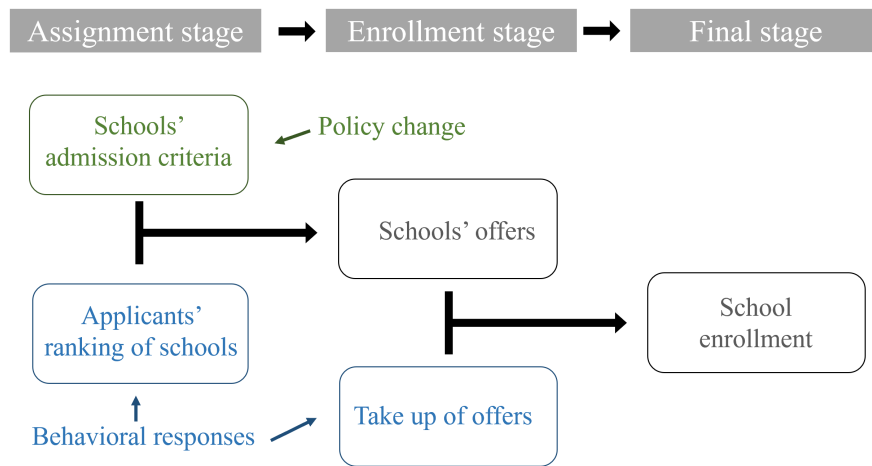 Assignment stage
Enrollment stage
Final stage
Schools'
admission criteria
Policy change
Schools' offers
Applicants'
ranking of schools
School
enrollment
Take up of offers
Behavioral responses